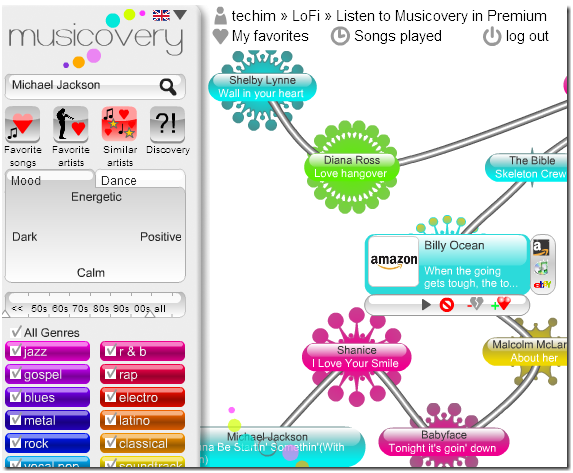 musicovery
techim » LoFi » Listen to Musicovery in Premium
My favorites
Songs played
log out
Michael Jackson
Favorite songs
Favorite artists
Similar artists
?!
Discovery
Mood
Dance
Energetic
Dark
Positive
Calm
<< 50s 60s 70s 80s 90s 00s all
All Genres
jazz
r & b
gospel
rap
blues
electro
metal
latino
rock
classical
vocal pop
soundtrack
Shelby Lynne
Wall in your heart
Diana Ross
Love hangover
The Bible
Skeleton Crew
amazon
Billy Ocean
When the going
gets tough, the to...
a
ebay
Shanice
I Love Your Smile
Malcolm McLar
About her
Michael Jackson
nna Be Startin' Somethin'(With
Babyface
Tonight it's goin' down